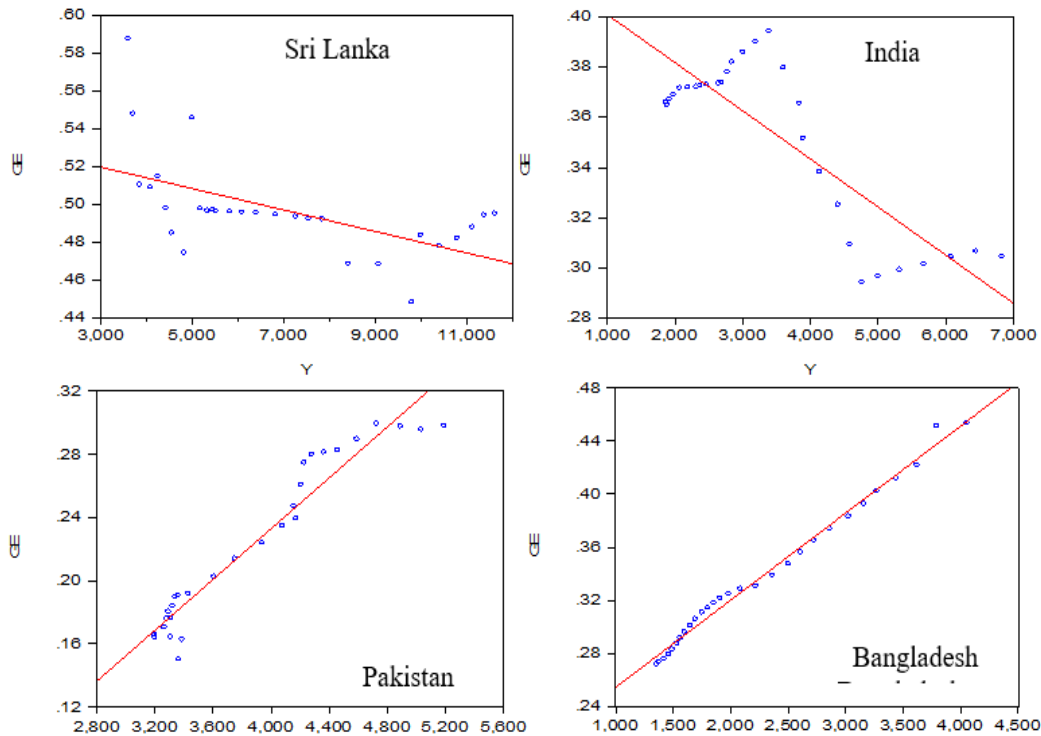 Sri Lanka
GE
.60
.58
.56
.54
.52
.50
.48
.46
.44
3,000 5,000 7,000 9,000 11,000
Y
India
GE
.40
.38
.36
.34
.32
.30
.28
1,000 2,000 3,000 4,000 5,000 6,000 7,000
Y
Pakistan
GE
.32
.28
.24
.20
.16
.12
2,800 3,200 3,600 4,000 4,400 4,800 5,200 5,600
Bangladesh
GE
.48
.44
.40
.36
.32
.28
.24
1,000 1,500 2,000 2,500 3,000 3,500 4,000 4,500